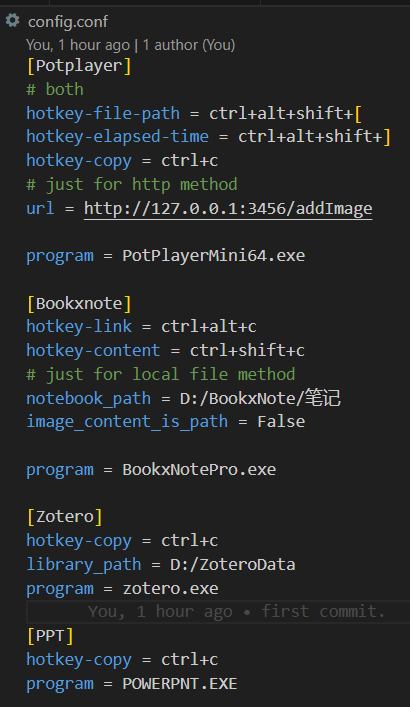 config.conf
You, 1 hour ago | 1 author (You)
[Potplayer]
# both
hotkey-file-path = ctrl+alt+shift+[
hotkey-elapsed-time = ctrl+alt+shift+]
hotkey-copy = ctrl+c
# just for http method
url = http://127.0.0.1:3456/addImage
program = PotPlayerMini64.exe
[Bookxnote]
hotkey-link = ctrl+alt+c
hotkey-content = ctrl+shift+c
# just for local file method
notebook_path = D:/BookxNote/笔记
image_content_is_path = False
program = BookxNotePro.exe
[Zotero]
hotkey-copy = ctrl+c
library_path = D:/ZoteroData
program = zotero.exe
You, 1 hour ago • first commit.
[PPT]
hotkey-copy = ctrl+c
program = POWERPNT.EXE